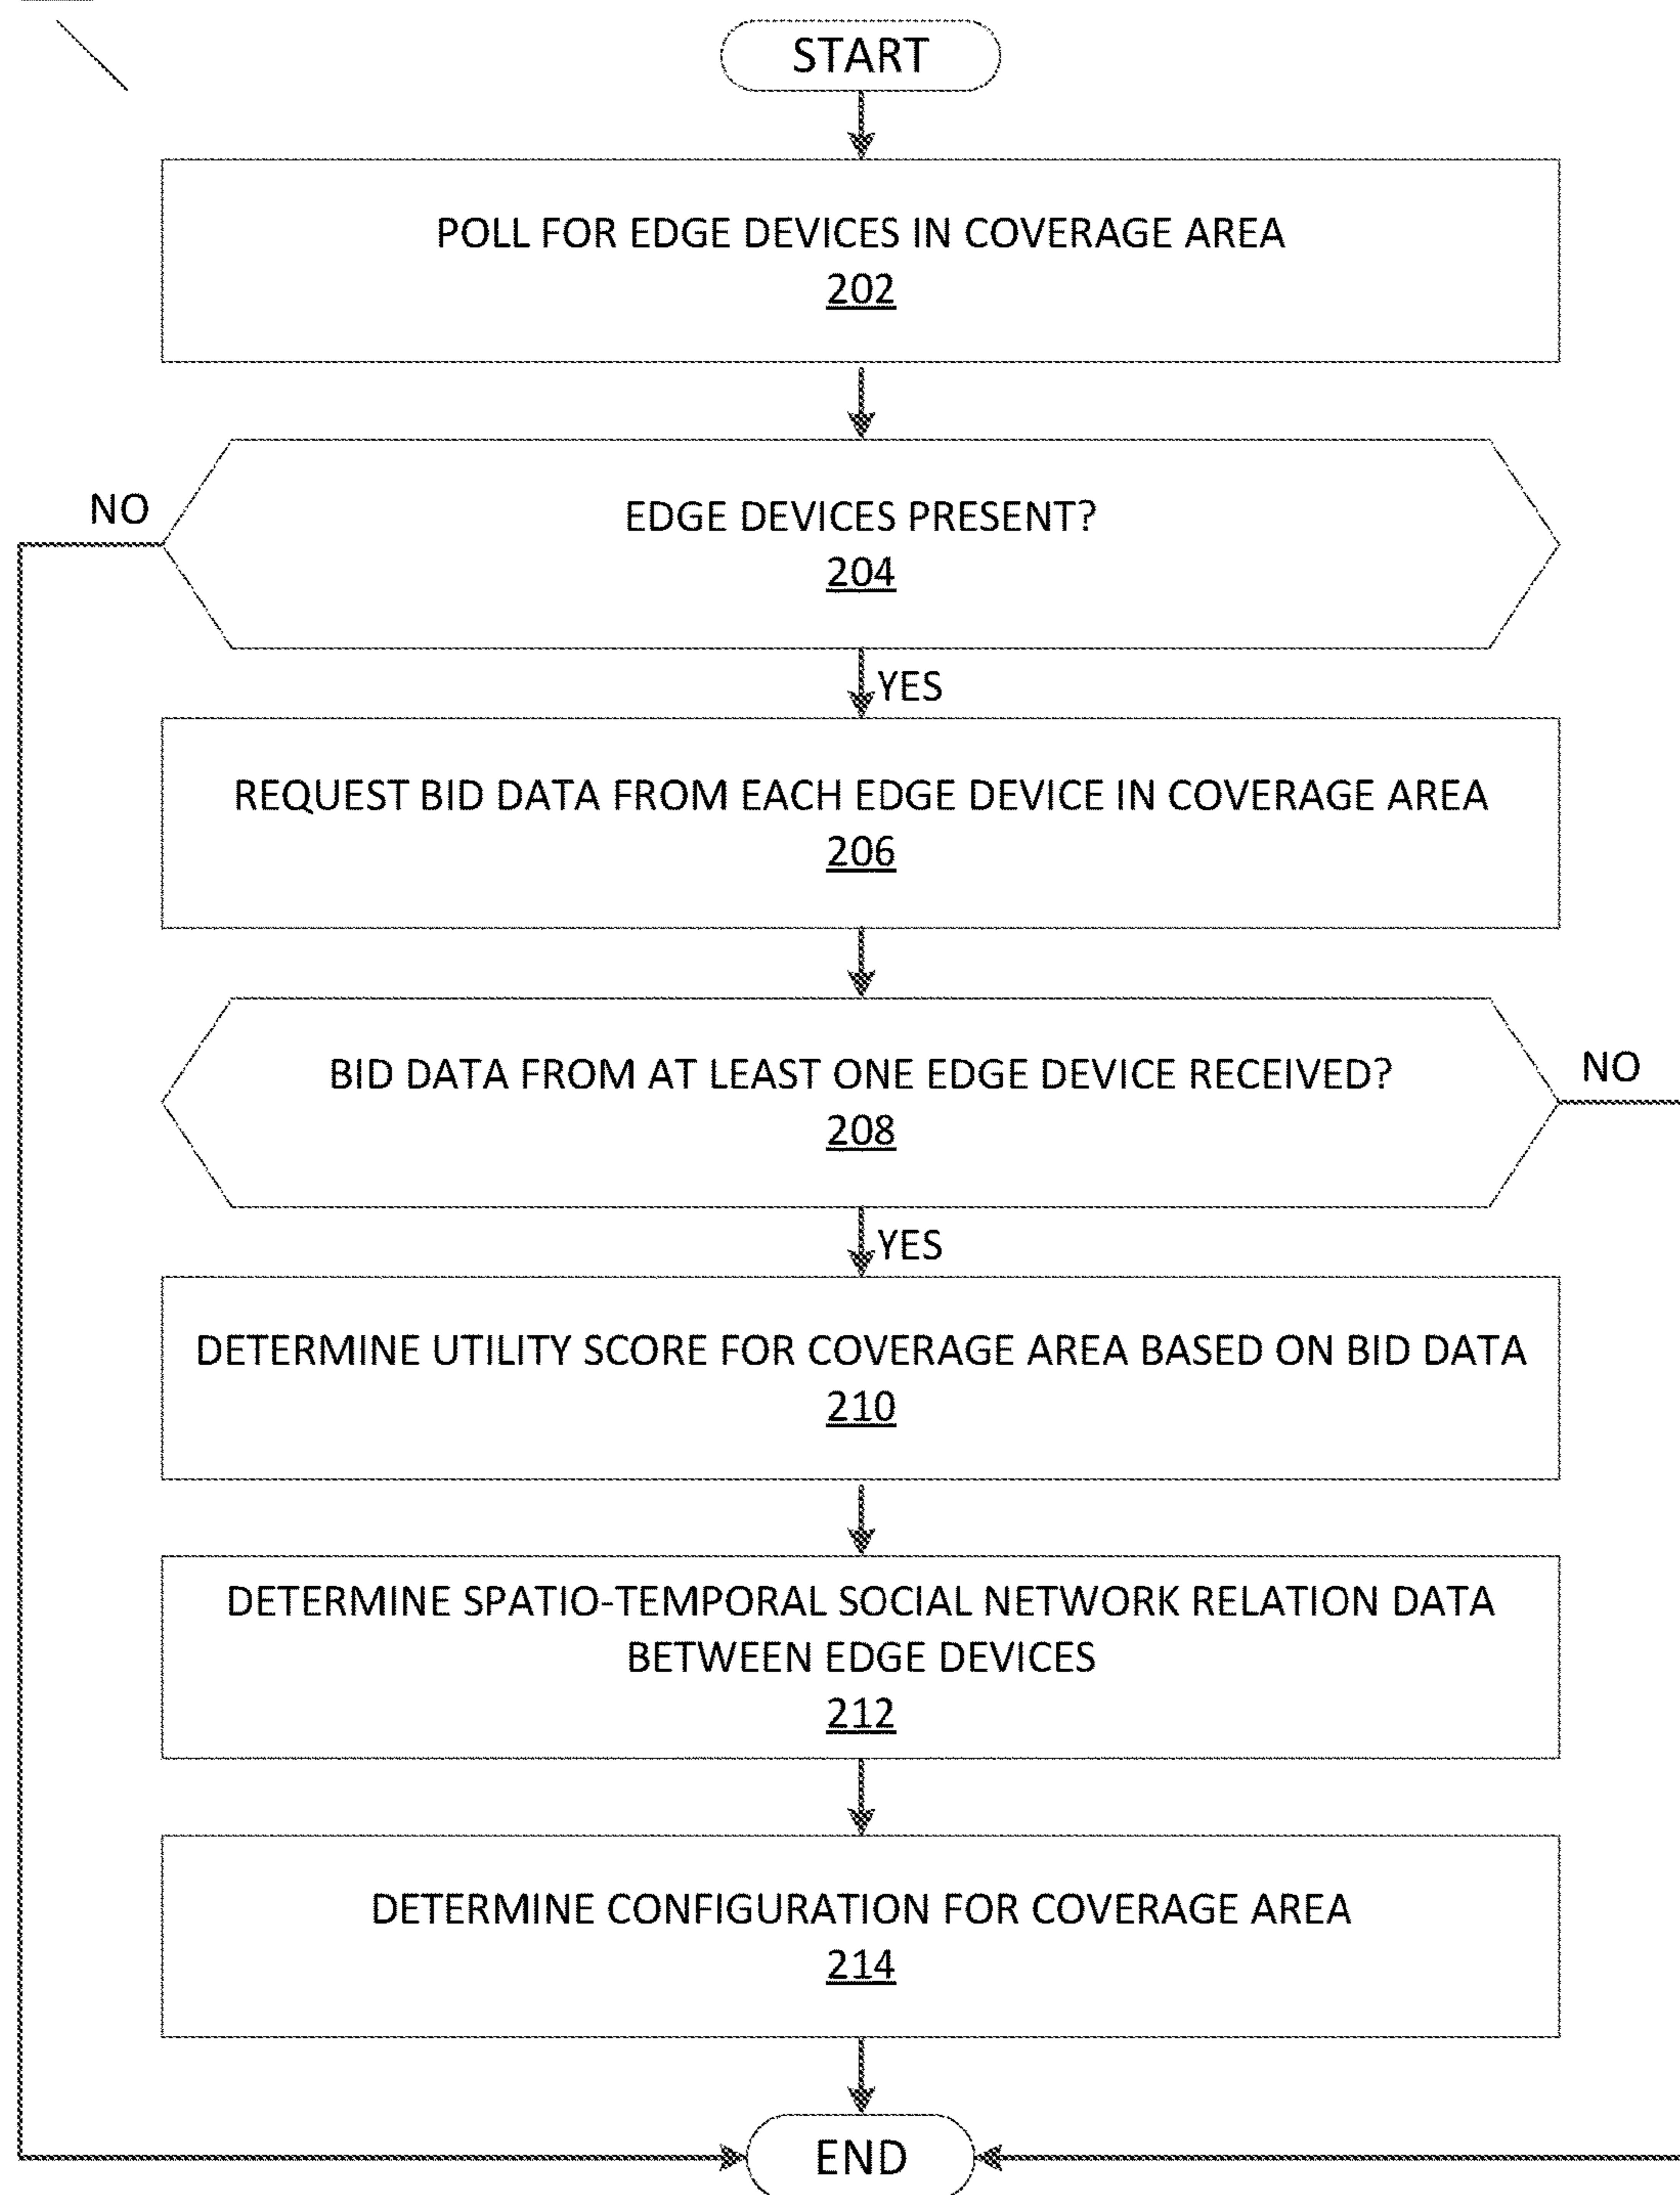 START
POLL FOR EDGE DEVICES IN COVERAGE AREA
202
EDGE DEVICES PRESENT?
204
NO
YES
REQUEST BID DATA FROM EACH EDGE DEVICE IN COVERAGE AREA
206
BID DATA FROM AT LEAST ONE EDGE DEVICE RECEIVED?
208
NO
YES
DETERMINE UTILITY SCORE FOR COVERAGE AREA BASED ON BID DATA
210
DETERMINE SPATIO-TEMPORAL SOCIAL NETWORK RELATION DATA
BETWEEN EDGE DEVICES
212
DETERMINE CONFIGURATION FOR COVERAGE AREA
214
END